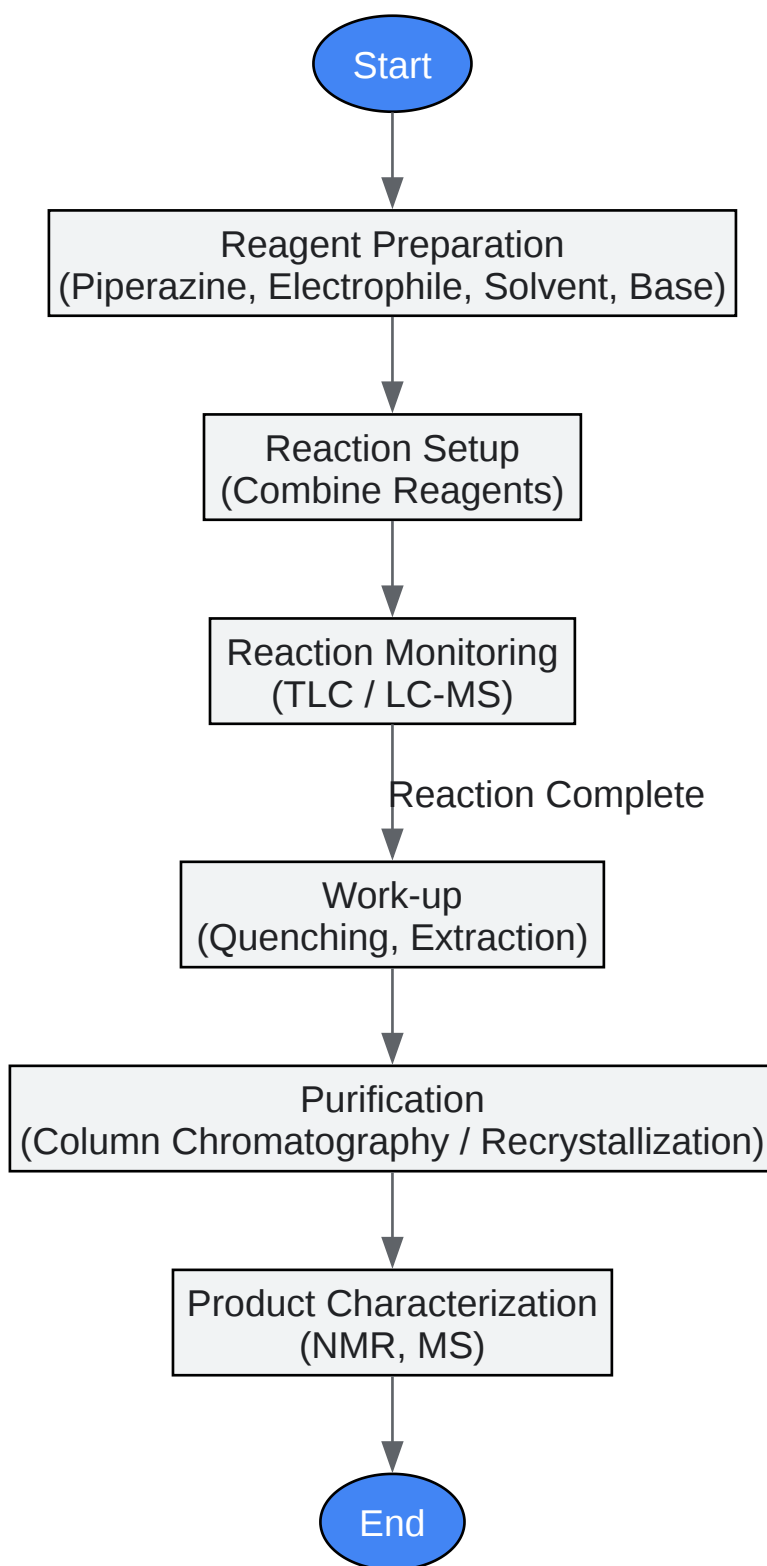 Start
Reagent Preparation
(Piperazine, Electrophile, Solvent, Base)
Reaction Setup
(Combine Reagents)
Reaction Monitoring
(TLC / LC-MS)
Reaction Complete
Work-up
(Quenching, Extraction)
Purification
(Column Chromatography / Recrystallization)
Product Characterization
(NMR, MS)
End